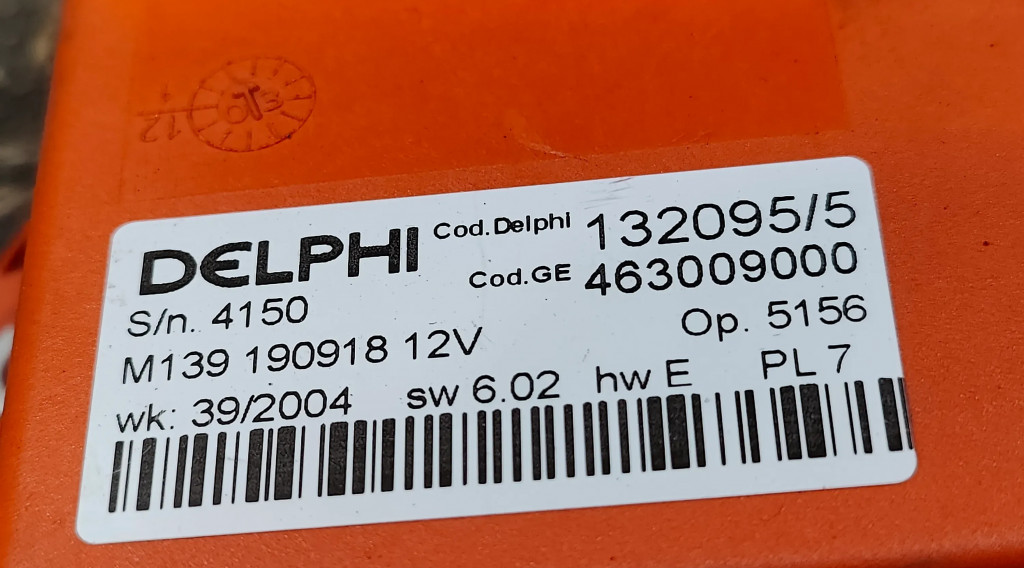 DELPHI Cod.Delphi 132095/5
Cod.GE 463009000
S/n. 4150
Op. 5156
M139 190918 12V
wk: 39/2004 sw 6.02 hw E PL 7
12